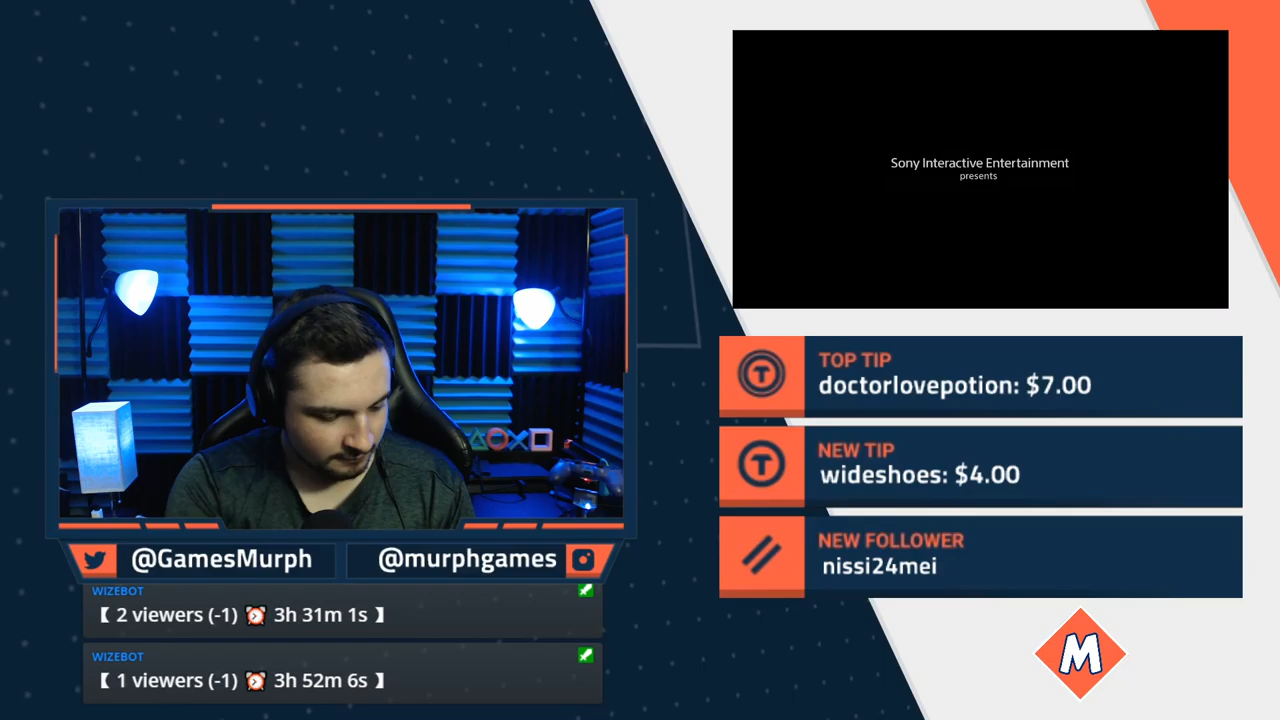 Sony Interactive Entertainment
presents
TOP TIP
doctorlovepotion: $7.00
NEW TIP
wideshoes: $4.00
NEW FOLLOWER
nissi24mei
@GamesMurph
@murphgames
WIZEBOT
【 2 viewers (-1) ⏰ 3h 31m 1s 】
WIZEBOT
【 1 viewers (-1) ⏰ 3h 52m 6s 】
M